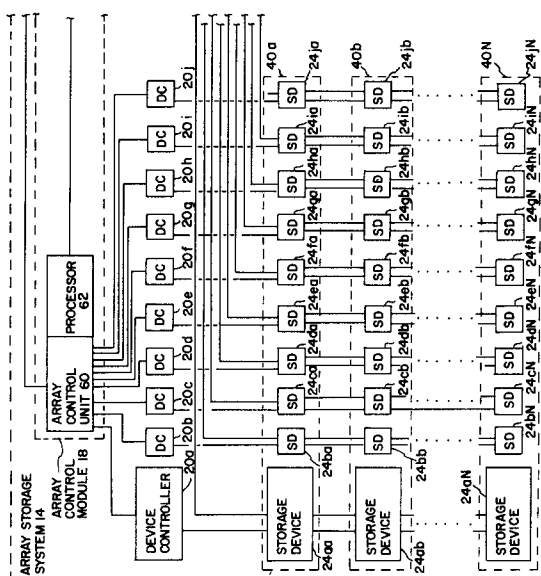 ARRAY STORAGE
SYSTEM 14
ARRAY
CONTROL
MODULE 18
ARRAY
CONTROL
UNIT 60
PROCESSOR
62
DEVICE
CONTROLLER
20a
DC
20b
DC
20c
DC
20d
DC
20e
DC
20f
DC
20g
DC
20h
DC
20i
DC
20j
40a
STORAGE
DEVICE
24aa
SD
24ba
SD
24ca
SD
24da
SD
24ea
SD
24fa
SD
24ga
SD
24ha
SD
24ia
SD
24ja
40b
STORAGE
DEVICE
24ab
SD
24bb
SD
24cb
SD
24db
SD
24eb
SD
24fb
SD
24gb
SD
24hb
SD
24ib
SD
24jb
40N
STORAGE
DEVICE
24aN
SD
24bN
SD
24cN
SD
24dN
SD
24eN
SD
24fN
SD
24gN
SD
24hN
SD
24iN
SD
24jN